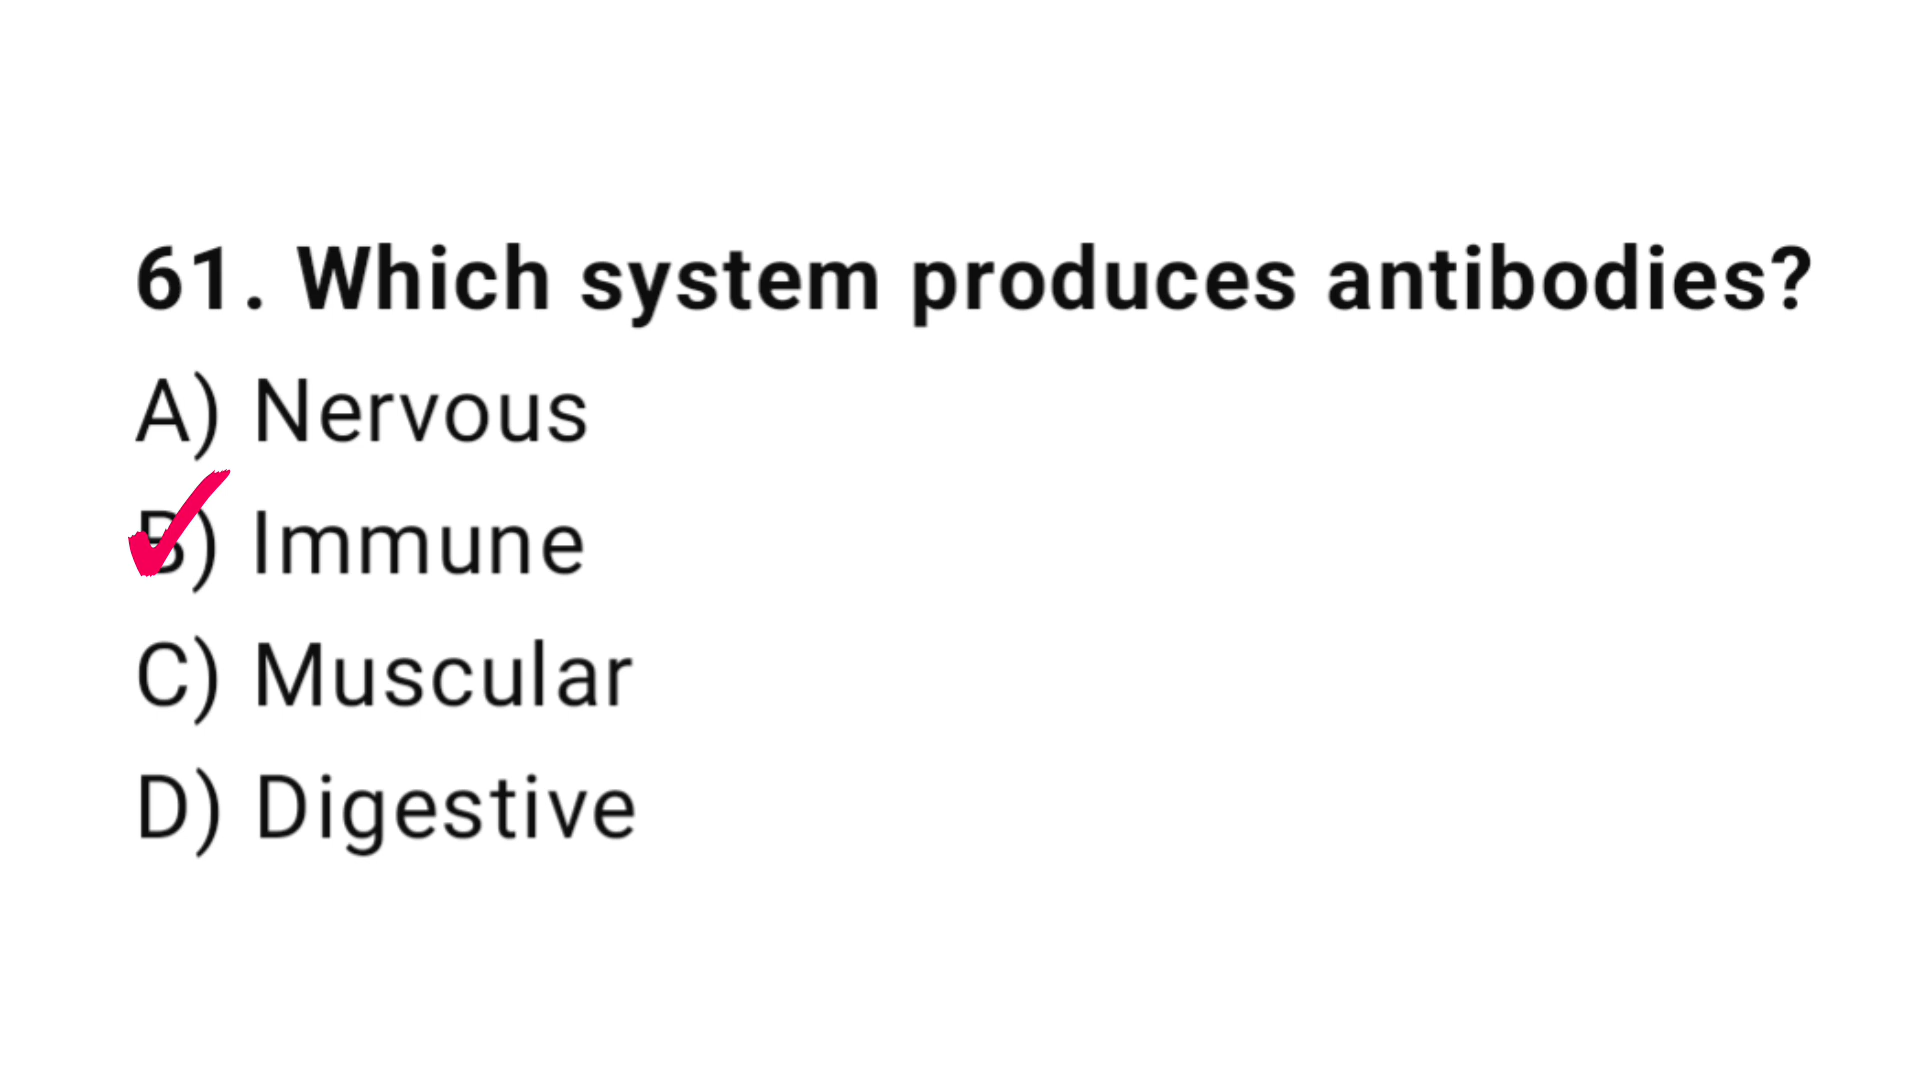 61. Which system produces antibodies?
A) Nervous
B) Immune
C) Muscular
D) Digestive